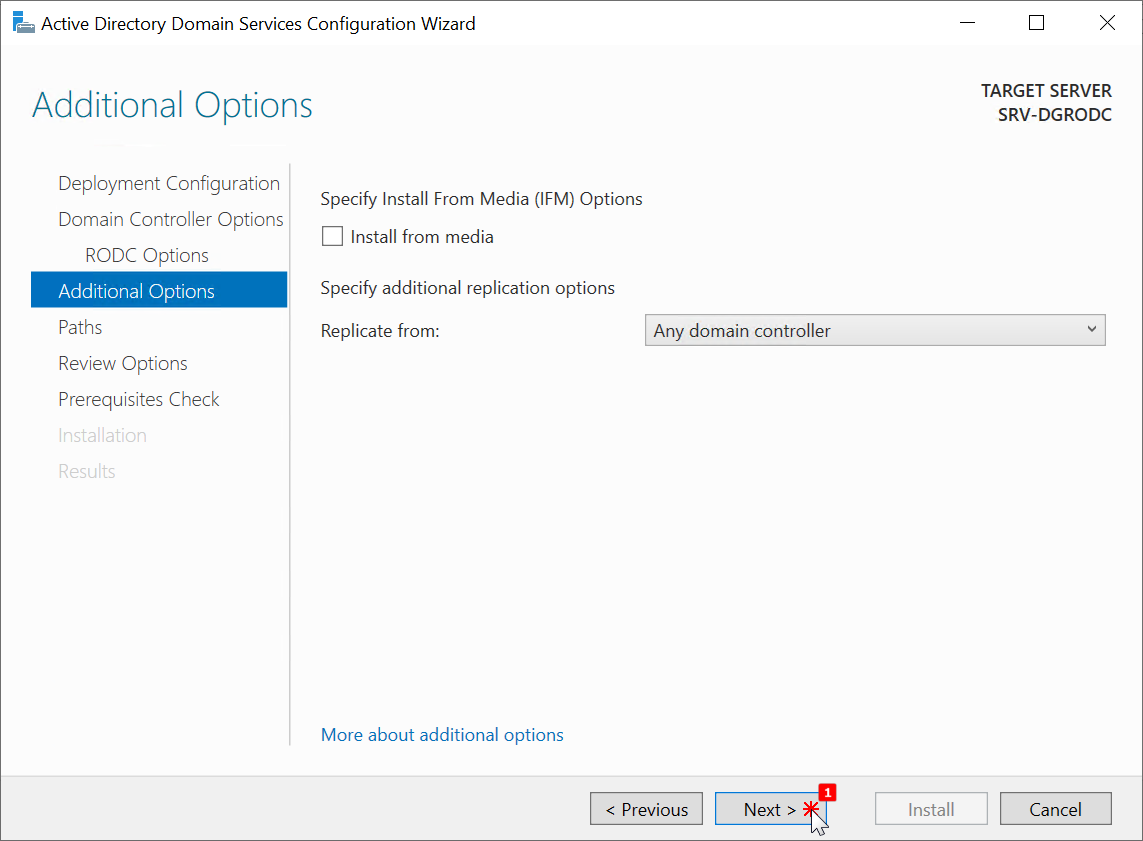 Active Directory Domain Services Configuration Wizard
Additional Options
TARGET SERVER
SRV-DGRODC
Deployment Configuration
Domain Controller Options
RODC Options
Additional Options
Paths
Review Options
Prerequisites Check
Installation
Results
Specify Install From Media (IFM) Options
Install from media
Specify additional replication options
Replicate from:
Any domain controller
More about additional options
< Previous
Next >
1
Install
Cancel